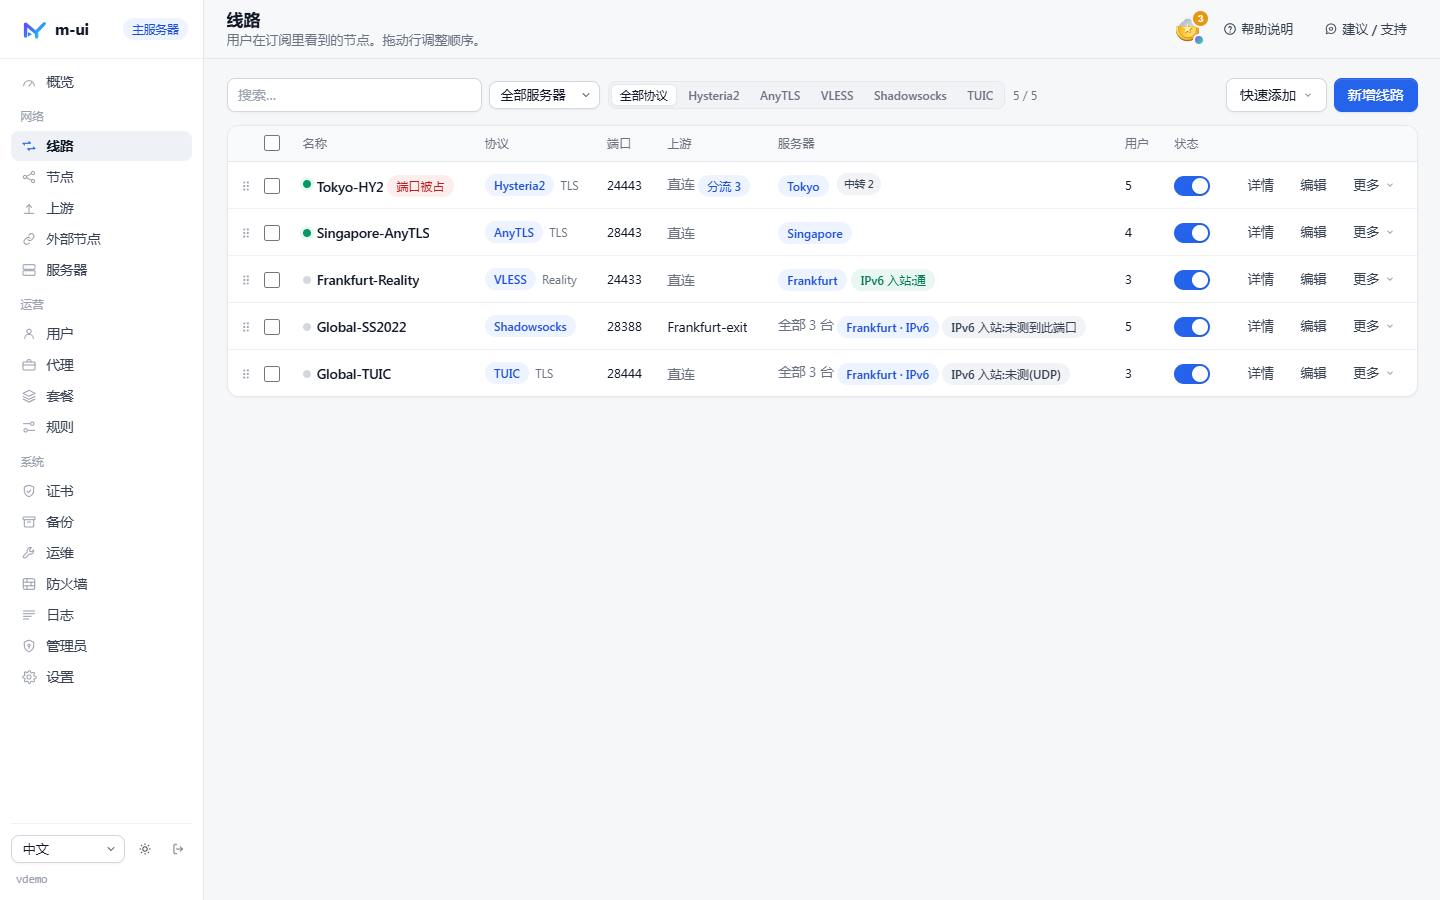 m-ui 主服务器
概览
网络
线路
节点
上游
外部节点
服务器
运营
用户
代理
套餐
规则
系统
证书
备份
运维
防火墙
日志
管理员
设置
中文
vdemo
线路
用户在订阅里看到的节点。拖动行调整顺序。
3 帮助说明 建议 / 支持
搜索... 全部服务器 全部协议 Hysteria2 AnyTLS VLESS Shadowsocks TUIC 5 / 5 快速添加 新增线路
名称 协议 端口 上游 服务器 用户 状态
Tokyo-HY2 端口被占 Hysteria2 TLS 24443 直连 分流 3 Tokyo 中转 2 5 详情 编辑 更多
Singapore-AnyTLS AnyTLS TLS 28443 直连 Singapore 4 详情 编辑 更多
Frankfurt-Reality VLESS Reality 24433 直连 Frankfurt IPv6 入站:通 3 详情 编辑 更多
Global-SS2022 Shadowsocks 28388 Frankfurt-exit 全部 3 台 Frankfurt · IPv6 IPv6 入站:未测到此端口 5 详情 编辑 更多
Global-TUIC TUIC TLS 28444 直连 全部 3 台 Frankfurt · IPv6 IPv6 入站:未测(UDP) 3 详情 编辑 更多